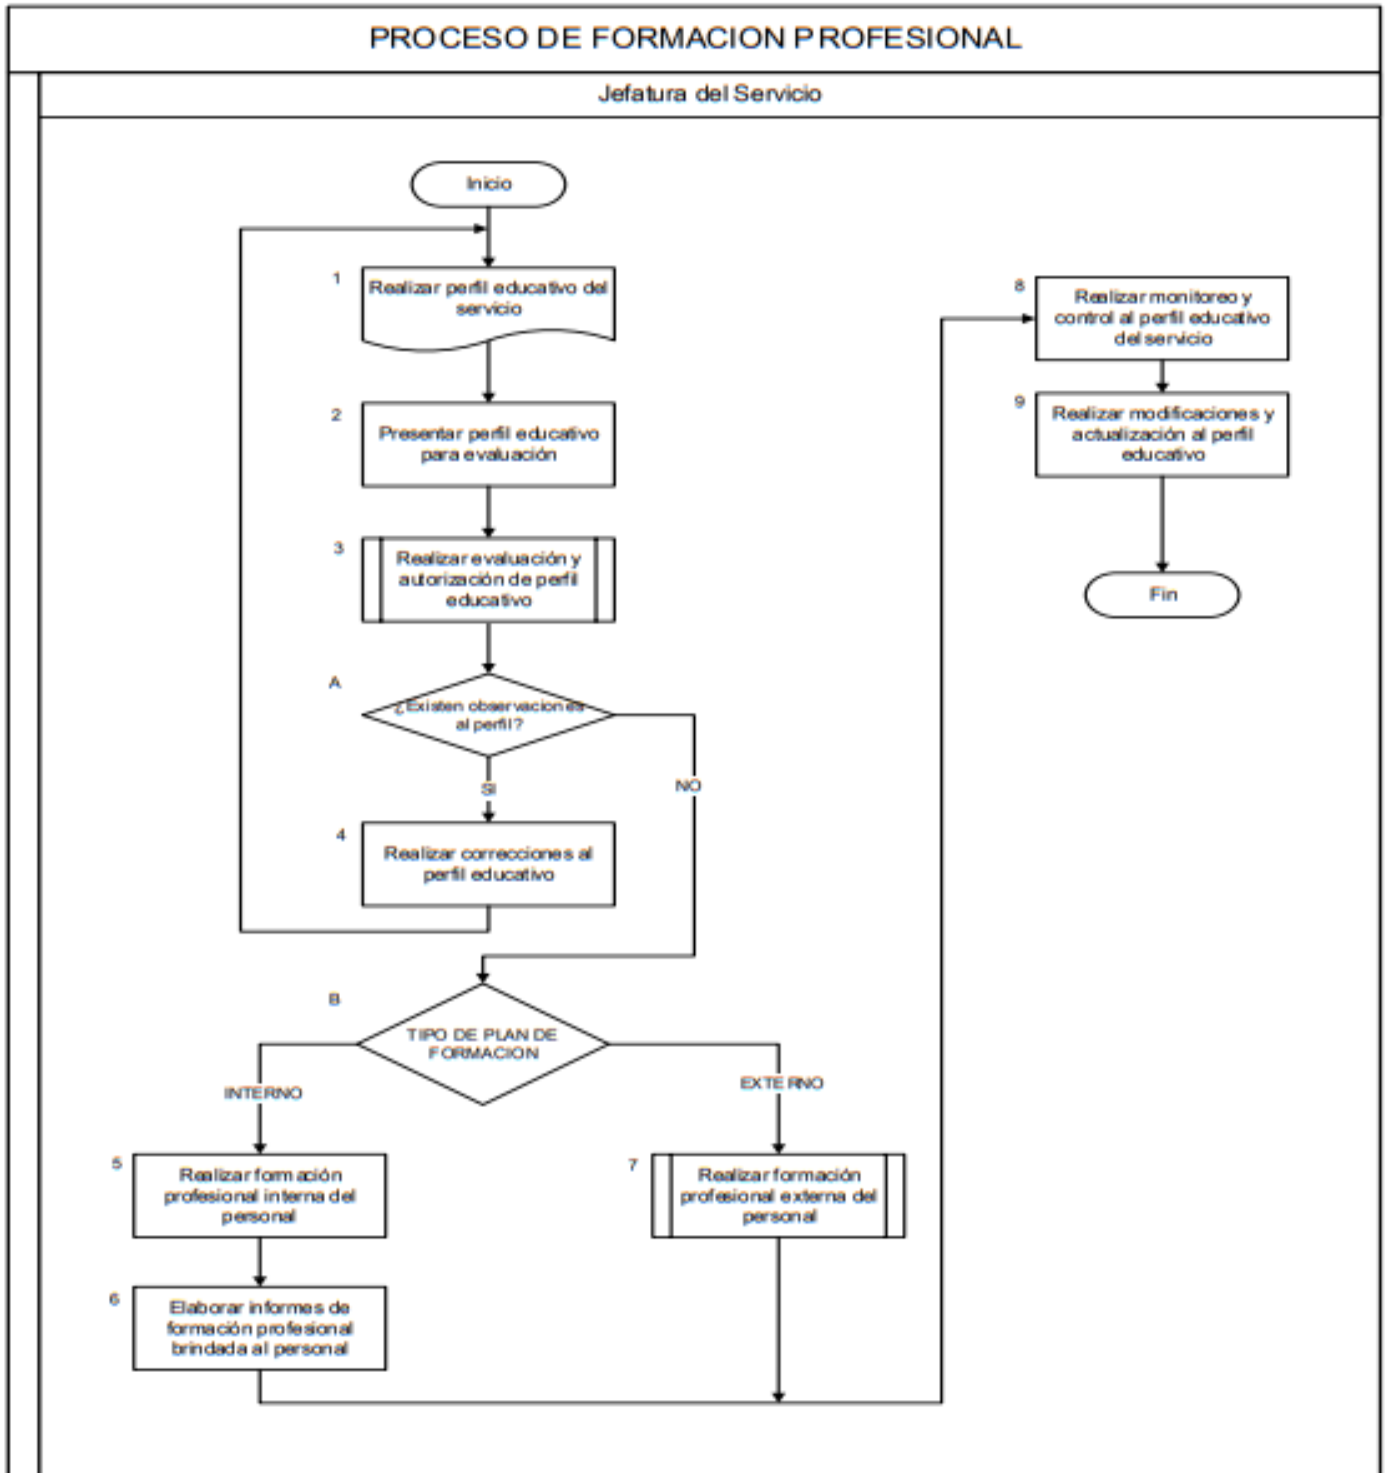 PROCESO DE FORMACION PROFESIONAL
Jefatura del Servicio
Inicio
1
Realizar perfil educativo del
servicio
2
Presentar perfil educativo
para evaluación
3
Realizar evaluación y
autorización de perfil
educativo
A
¿Existen observaciones
al perfil?
SI
NO
4
Realizar correcciones al
perfil educativo
B
TIPO DE PLAN DE
FORMACION
INTERNO
EXTERNO
5
Realizar formación
profesional interna del
personal
6
Elaborar informes de
formación profesional
brindada al personal
7
Realizar formación
profesional externa del
personal
8
Realizar monitoreo y
control al perfil educativo
del servicio
9
Realizar modificaciones y
actualización al perfil
educativo
Fin